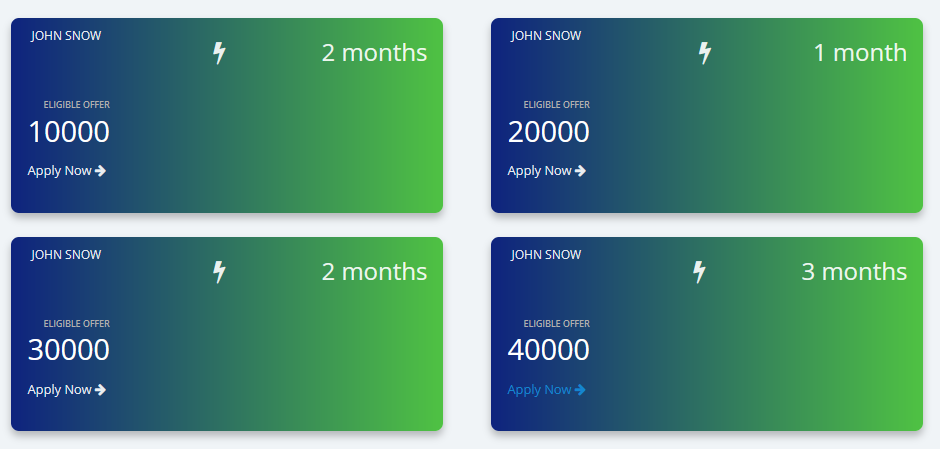 JOHN SNOW
2 months
ELIGIBLE OFFER
10000
Apply Now
JOHN SNOW
1 month
ELIGIBLE OFFER
20000
Apply Now
JOHN SNOW
2 months
ELIGIBLE OFFER
30000
Apply Now
JOHN SNOW
3 months
ELIGIBLE OFFER
40000
Apply Now